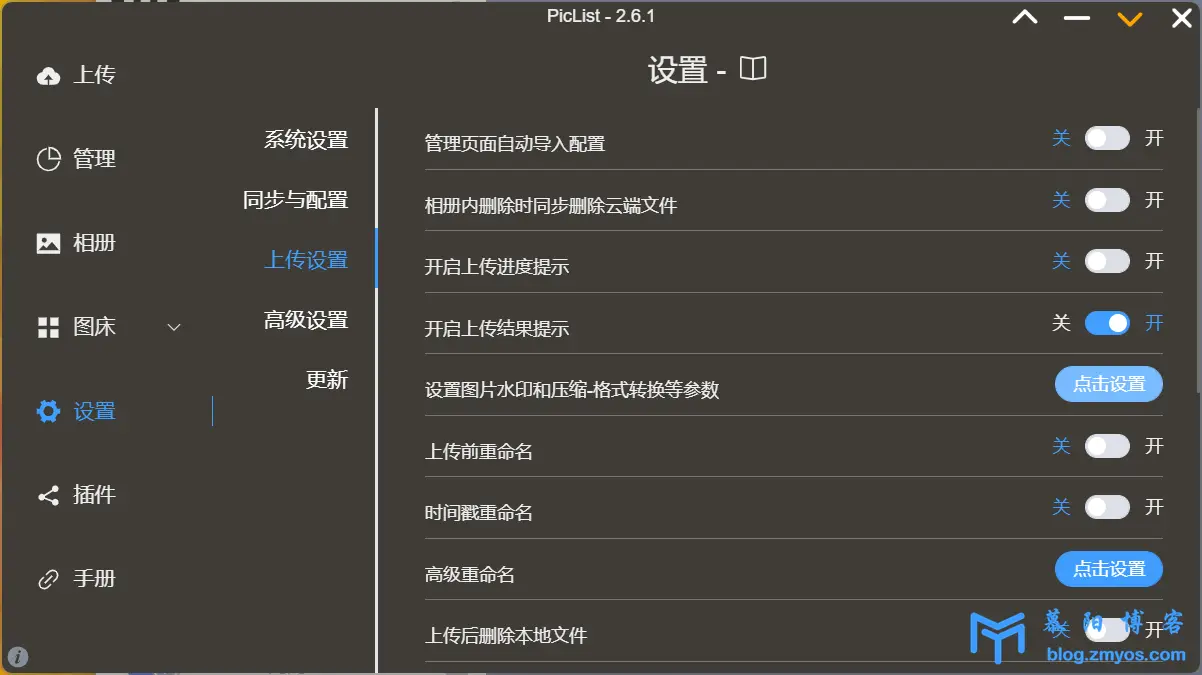 PicList - 2.6.1
设置 -
上传
管理
相册
图床
设置
插件
手册
系统设置
同步与配置
上传设置
高级设置
更新
管理页面自动导入配置 关 开
相册内删除时同步删除云端文件 关 开
开启上传进度提示 关 开
开启上传结果提示 关 开
设置图片水印和压缩-格式转换等参数 点击设置
上传前重命名 关 开
时间戳重命名 关 开
高级重命名 点击设置
上传后删除本地文件 关 开
慕阳博客
blog.zmyos.com